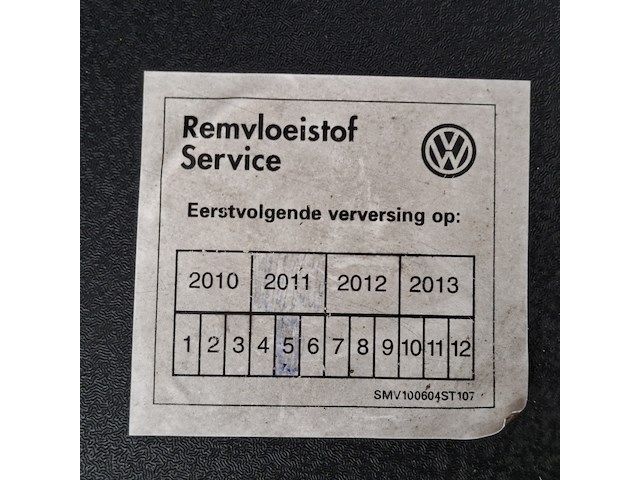 Remvloeistof
Service
Eerstvolgende verversing op:
2010 2011 2012 2013
1 2 3 4 5 6 7 8 9 10 11 12
SMV100604ST107